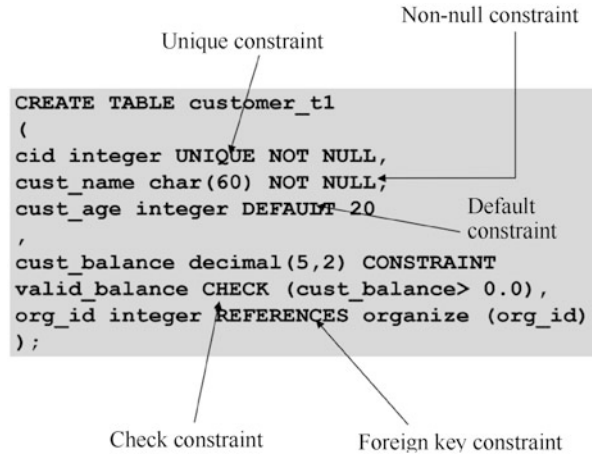 Non-null constraint
Unique constraint
CREATE TABLE customer_t1
(
cid integer UNIQUE NOT NULL,
cust_name char(60) NOT NULL,
cust_age integer DEFAULT 20
Default
constraint
,
cust_balance decimal(5,2) CONSTRAINT
valid_balance CHECK (cust_balance> 0.0),
org_id integer REFERENCES organize (org_id)
);
Check constraint
Foreign key constraint